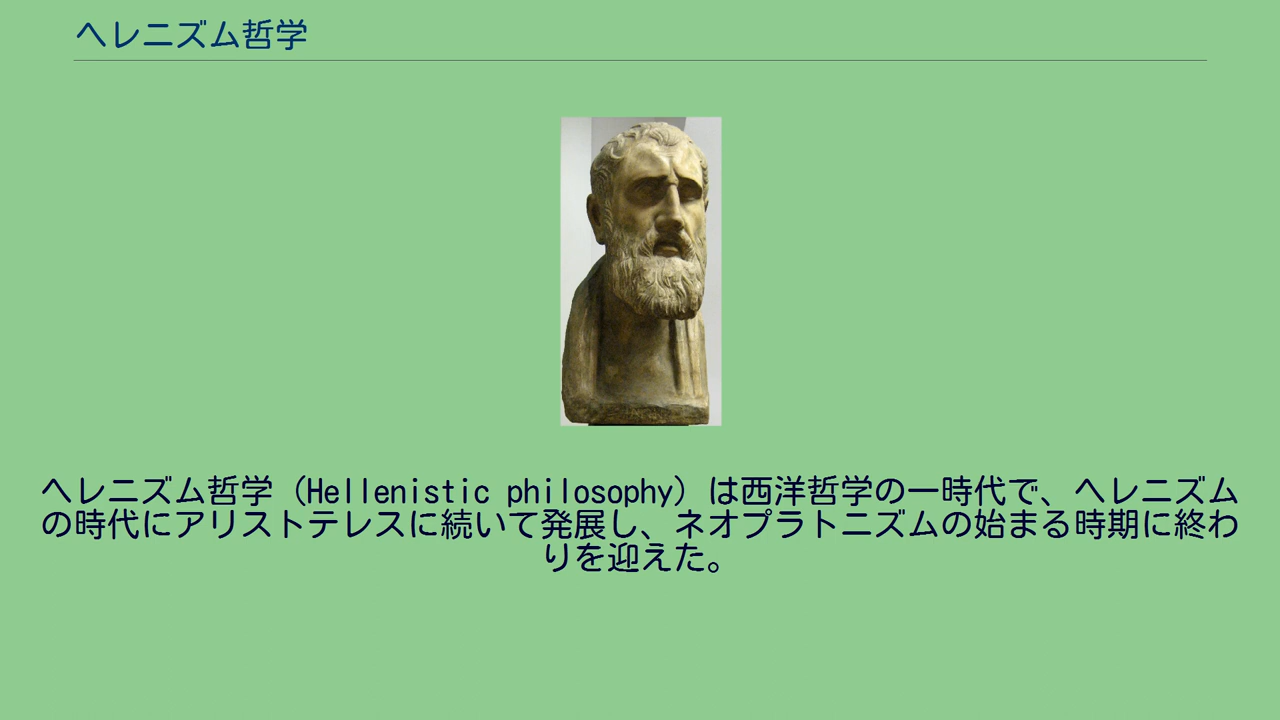 ヘレニズム哲学
ヘレニズム哲学（Hellenistic philosophy）は西洋哲学の一時代で、ヘレニズム
の時代にアリストテレスに続いて発展し、ネオプラトニズムの始まる時期に終わ
りを迎えた。